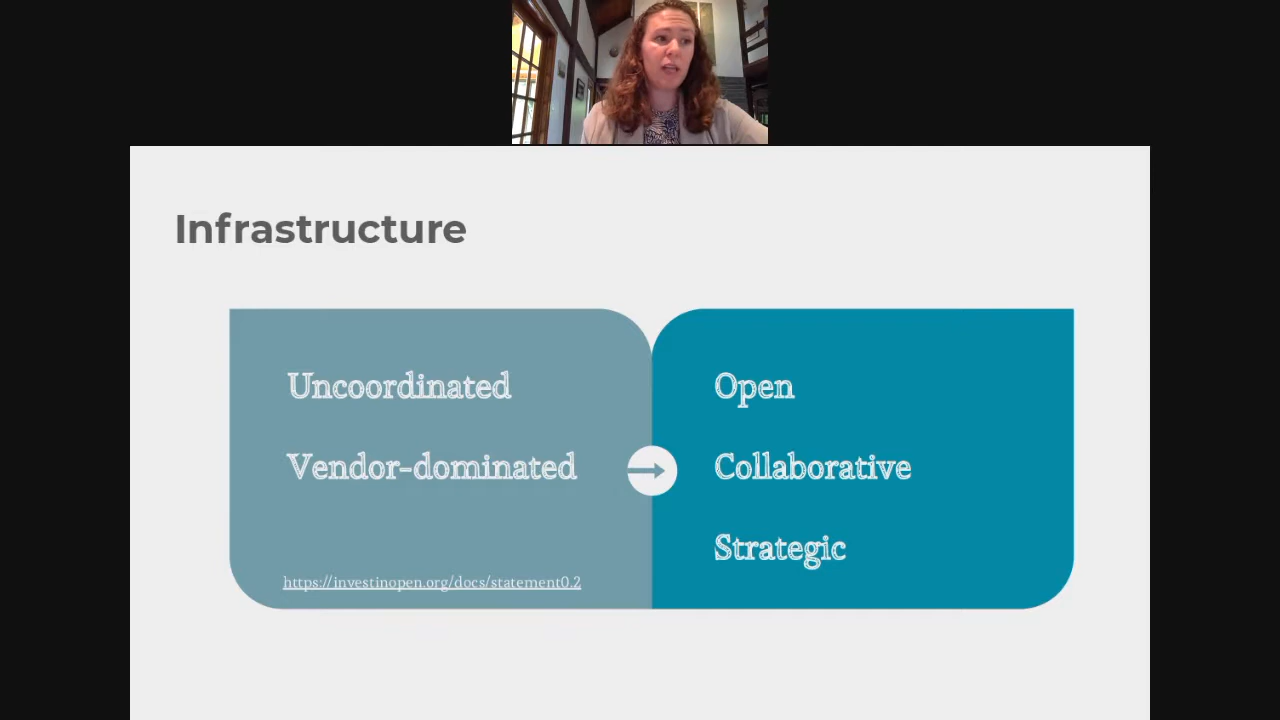 Infrastructure
Uncoordinated
Vendor-dominated
https://investinopen.org/docs/statement0.2
Open
Collaborative
Strategic